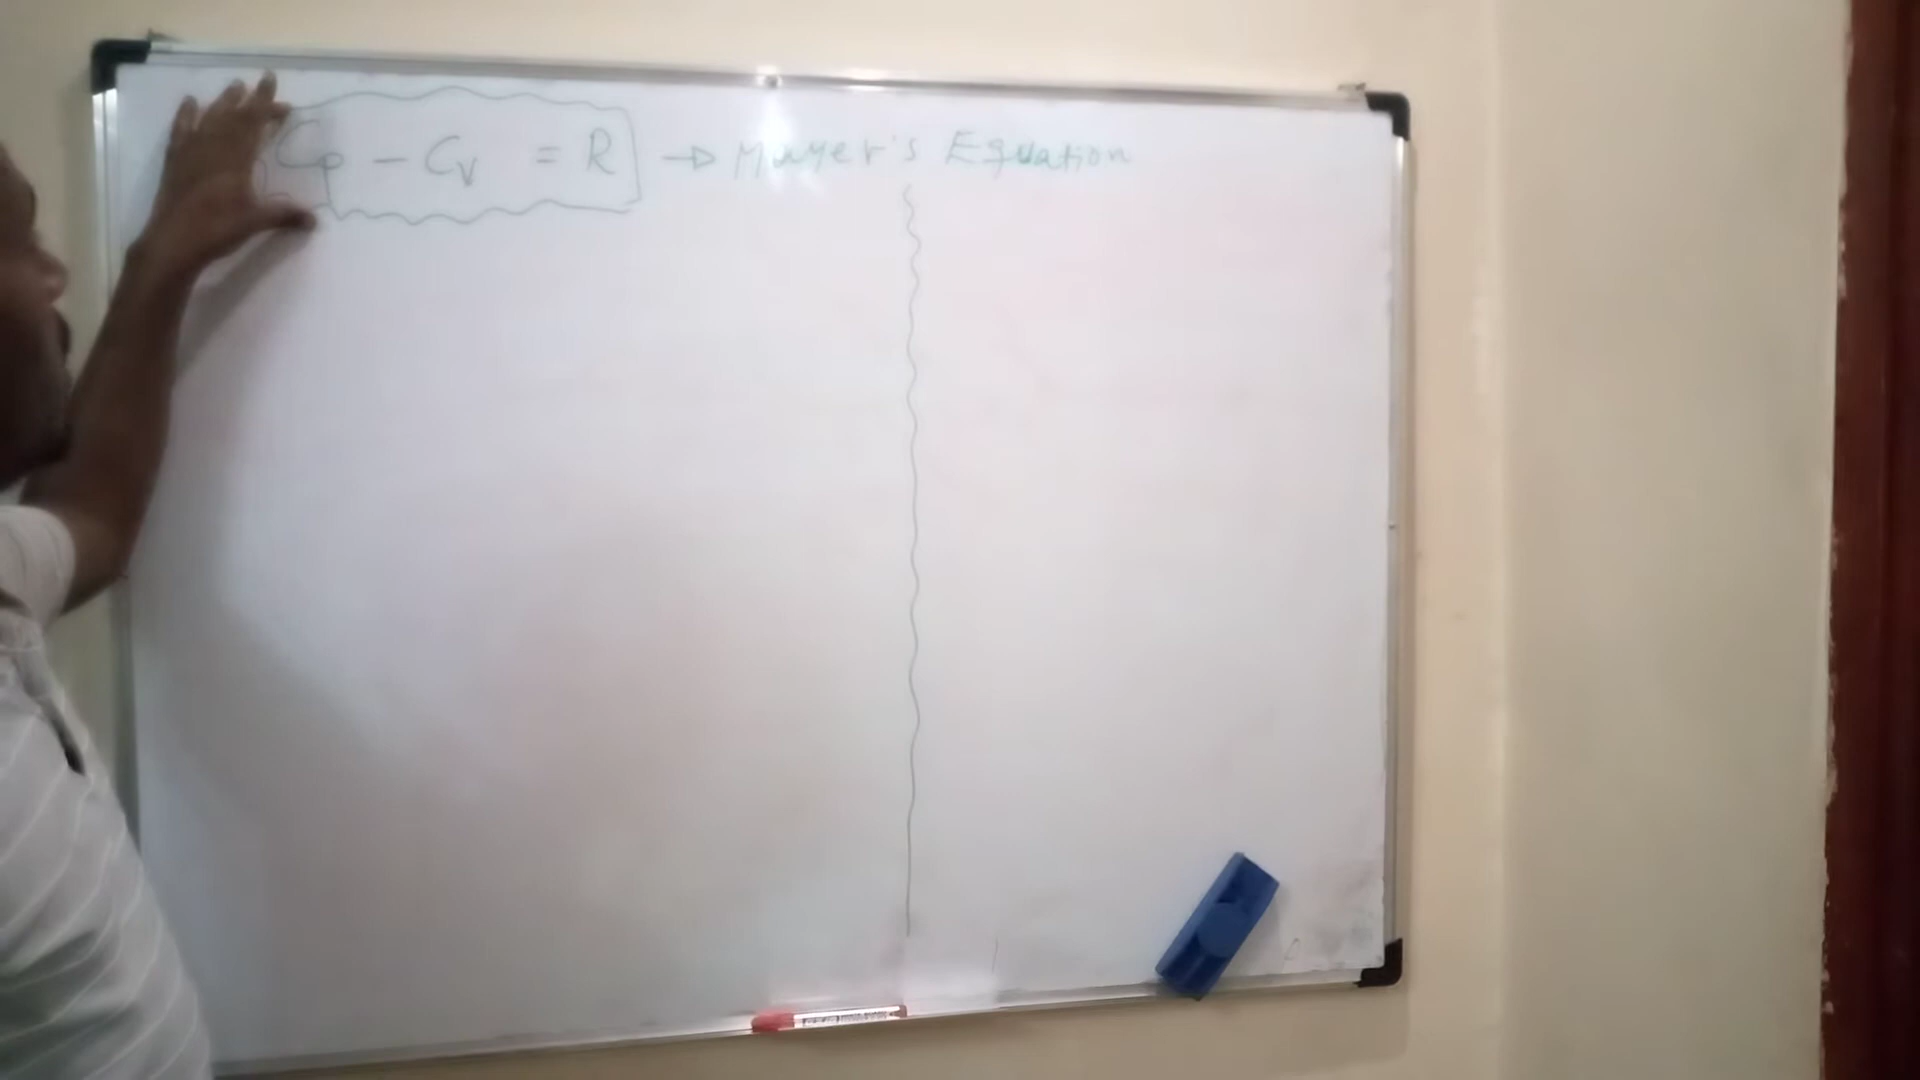 Cp - Cv = R → Mayer's Equation